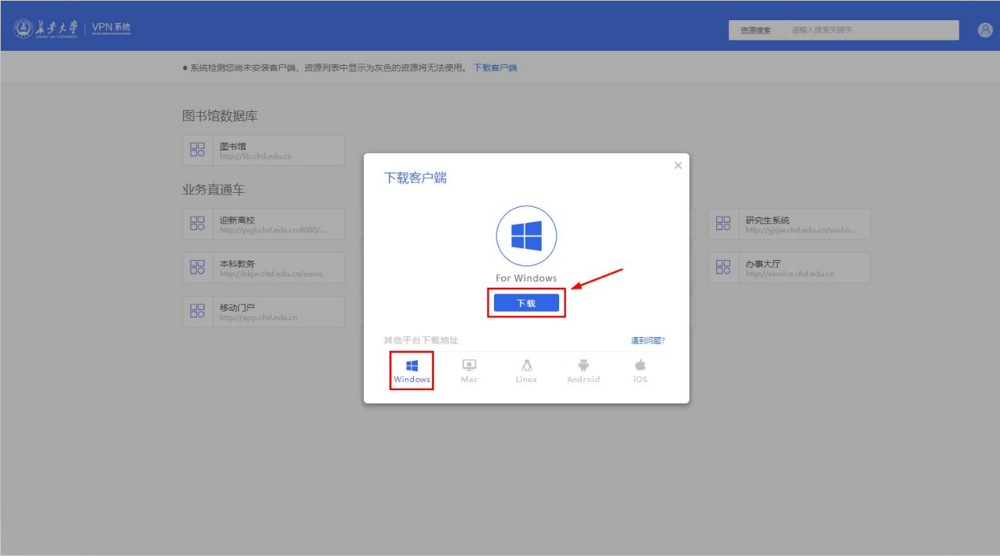 长安大学
CHANG'AN UNIVERSITY
VPN系统
资源搜索
请输入搜索关键字
● 系统检测您尚未安装客户端，资源列表中显示为灰色的资源将无法使用。 下载客户端
图书馆数据库
图书馆
http://lib.chd.edu.cn
业务直通车
迎新离校
http://yxgl.chd.edu.cn:8080/...
研究生系统
http://yjsjw.chd.edu.cn/ssoLo...
本科教务
http://bkjw.chd.edu.cn/eams
办事大厅
http://service.chd.edu.cn
移动门户
http://app.chd.edu.cn
下载客户端
For Windows
下载
其他平台下载地址
遇到问题?
Windows
Mac
Linux
Android
iOS